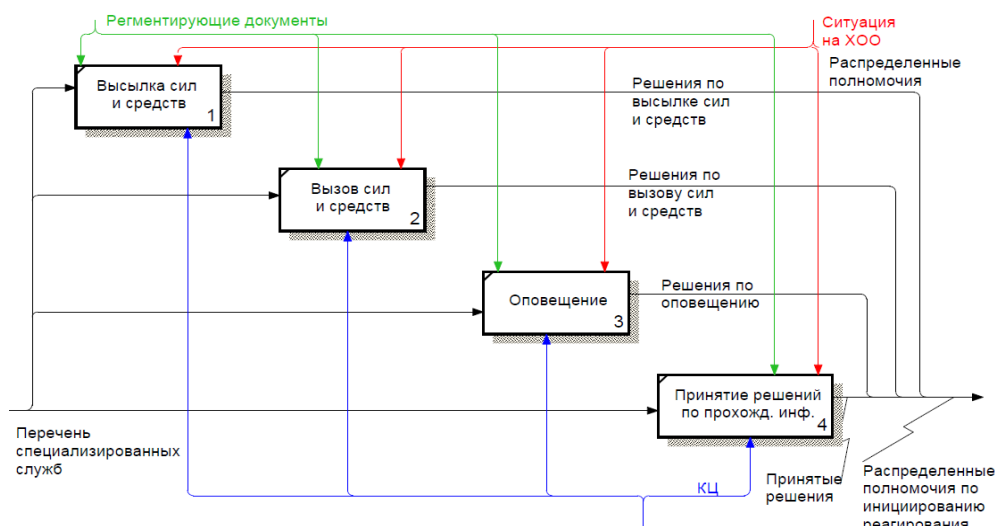 Регментирующие документы
Ситуация
на ХОО
Распределенные
полномочия
Высылка сил
и средств
1
Решения по
высылке сил
и средств
Вызов сил
и средств
2
Решения по
вызову сил
и средств
Оповещение
3
Решения по
оповещению
Принятие решений
по прохожд. инф.
4
Перечень
специализированных
служб
КЦ
Принятые
решения
Распределенные
полномочия по
инициированию
реагирования